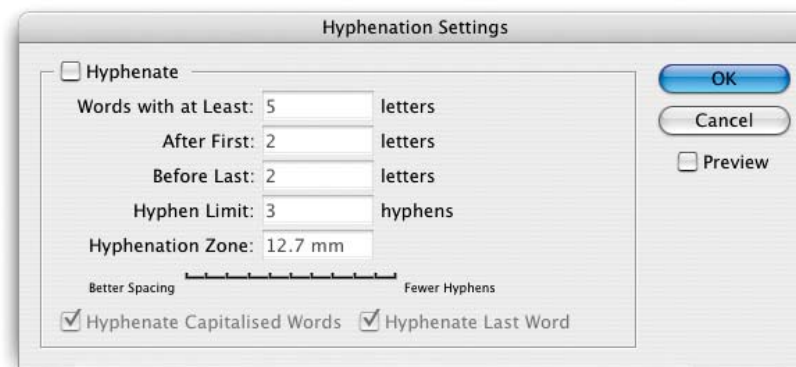 Hyphenation Settings
Hyphenate
Words with at Least: 5 letters
After First: 2 letters
Before Last: 2 letters
Hyphen Limit: 3 hyphens
Hyphenation Zone: 12.7 mm
Better Spacing Fewer Hyphens
Hyphenate Capitalised Words Hyphenate Last Word
OK
Cancel
Preview